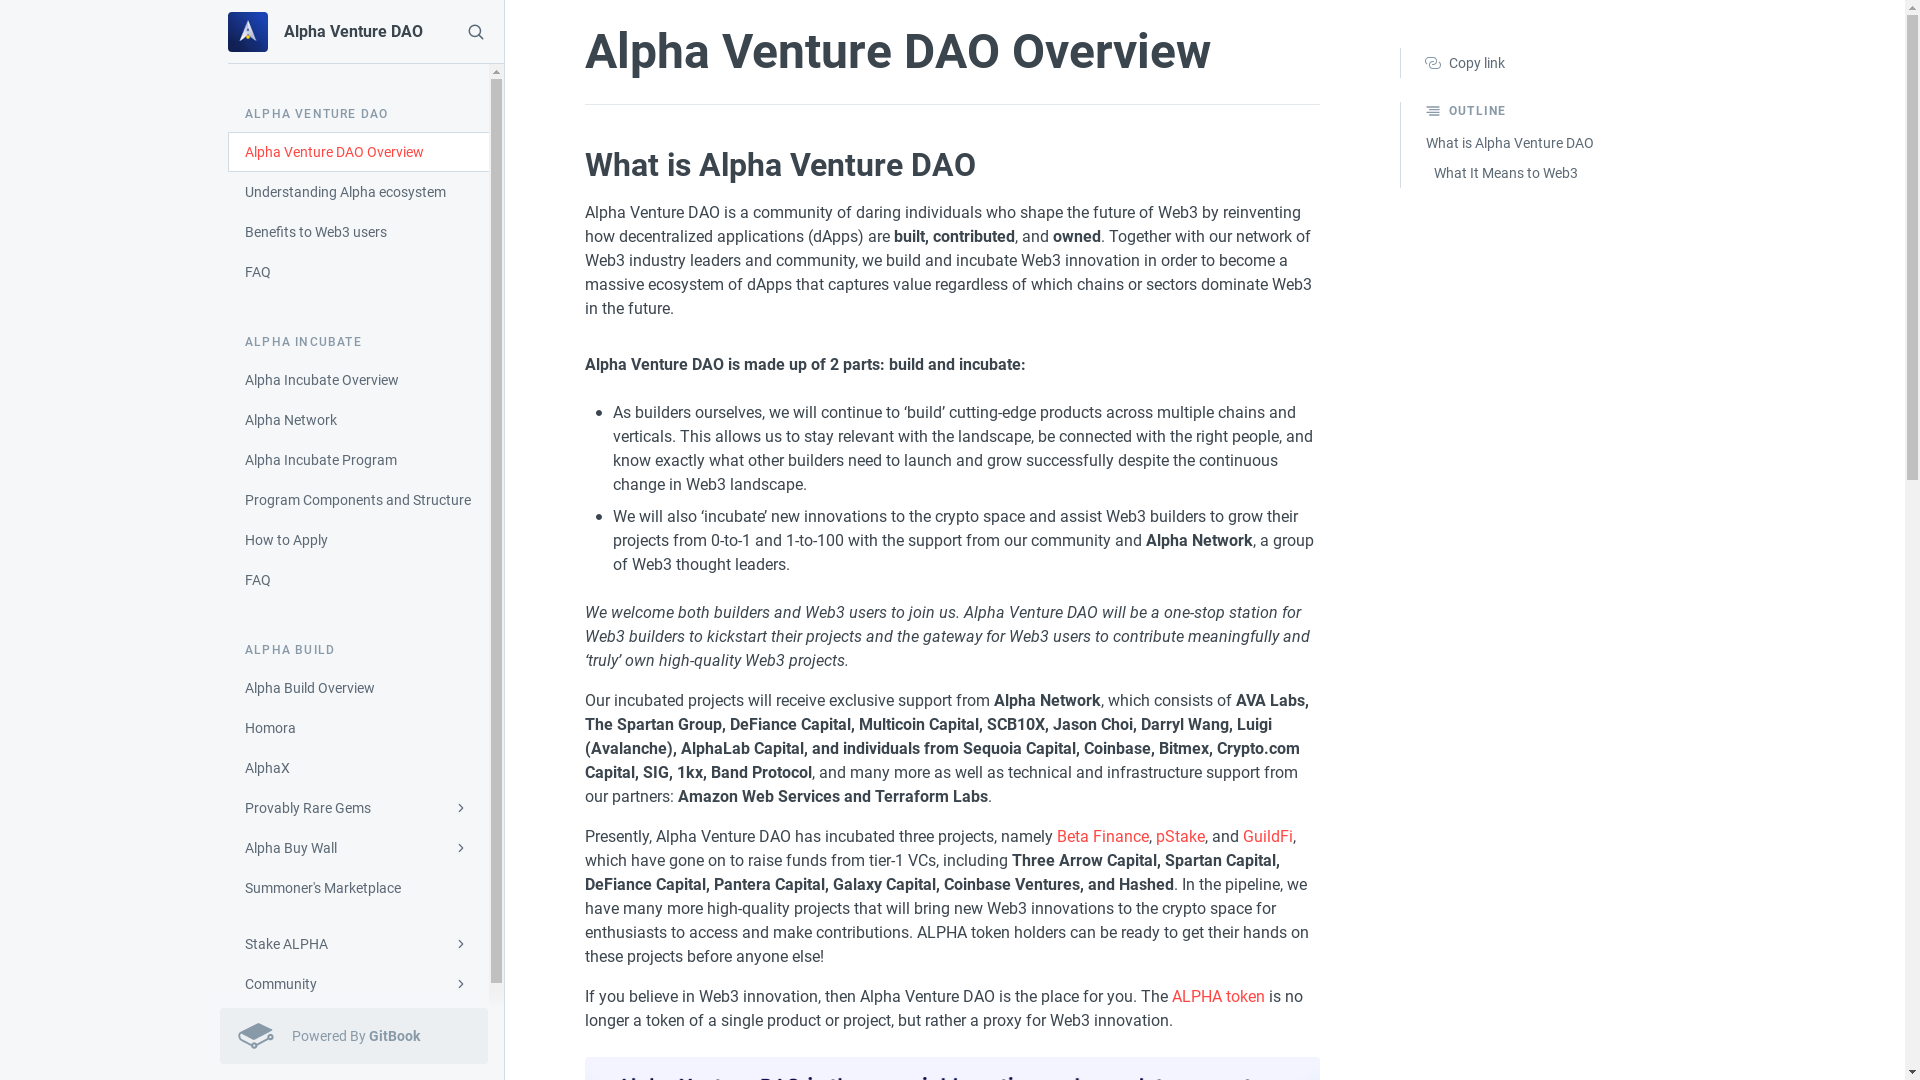 Alpha Venture DAO
ALPHA VENTURE DAO
Alpha Venture DAO Overview
Understanding Alpha ecosystem
Benefits to Web3 users
FAQ
ALPHA INCUBATE
Alpha Incubate Overview
Alpha Network
Alpha Incubate Program
Program Components and Structure
How to Apply
FAQ
ALPHA BUILD
Alpha Build Overview
Homora
AlphaX
Provably Rare Gems
Alpha Buy Wall
Summoner's Marketplace
Stake ALPHA
Community
Powered By GitBook
Alpha Venture DAO Overview
What is Alpha Venture DAO
Alpha Venture DAO is a community of daring individuals who shape the future of Web3 by reinventing
how decentralized applications (dApps) are built, contributed, and owned. Together with our network of
Web3 industry leaders and community, we build and incubate Web3 innovation in order to become a
massive ecosystem of dApps that captures value regardless of which chains or sectors dominate Web3
in the future.
Alpha Venture DAO is made up of 2 parts: build and incubate:
• As builders ourselves, we will continue to ‘build’ cutting-edge products across multiple chains and
verticals. This allows us to stay relevant with the landscape, be connected with the right people, and
know exactly what other builders need to launch and grow successfully despite the continuous
change in Web3 landscape.
• We will also ‘incubate’ new innovations to the crypto space and assist Web3 builders to grow their
projects from 0-to-1 and 1-to-100 with the support from our community and Alpha Network, a group
of Web3 thought leaders.
We welcome both builders and Web3 users to join us. Alpha Venture DAO will be a one-stop station for
Web3 builders to kickstart their projects and the gateway for Web3 users to contribute meaningfully and
‘truly’ own high-quality Web3 projects.
Our incubated projects will receive exclusive support from Alpha Network, which consists of AVA Labs,
The Spartan Group, DeFiance Capital, Multicoin Capital, SCB10X, Jason Choi, Darryl Wang, Luigi
(Avalanche), AlphaLab Capital, and individuals from Sequoia Capital, Coinbase, Bitmex, Crypto.com
Capital, SIG, 1kx, Band Protocol, and many more as well as technical and infrastructure support from
our partners: Amazon Web Services and Terraform Labs.
Presently, Alpha Venture DAO has incubated three projects, namely Beta Finance, pStake, and GuildFi,
which have gone on to raise funds from tier-1 VCs, including Three Arrow Capital, Spartan Capital,
DeFiance Capital, Pantera Capital, Galaxy Capital, Coinbase Ventures, and Hashed. In the pipeline, we
have many more high-quality projects that will bring new Web3 innovations to the crypto space for
enthusiasts to access and make contributions. ALPHA token holders can be ready to get their hands on
these projects before anyone else!
If you believe in Web3 innovation, then Alpha Venture DAO is the place for you. The ALPHA token is no
longer a token of a single product or project, but rather a proxy for Web3 innovation.
Copy link
OUTLINE
What is Alpha Venture DAO
What It Means to Web3